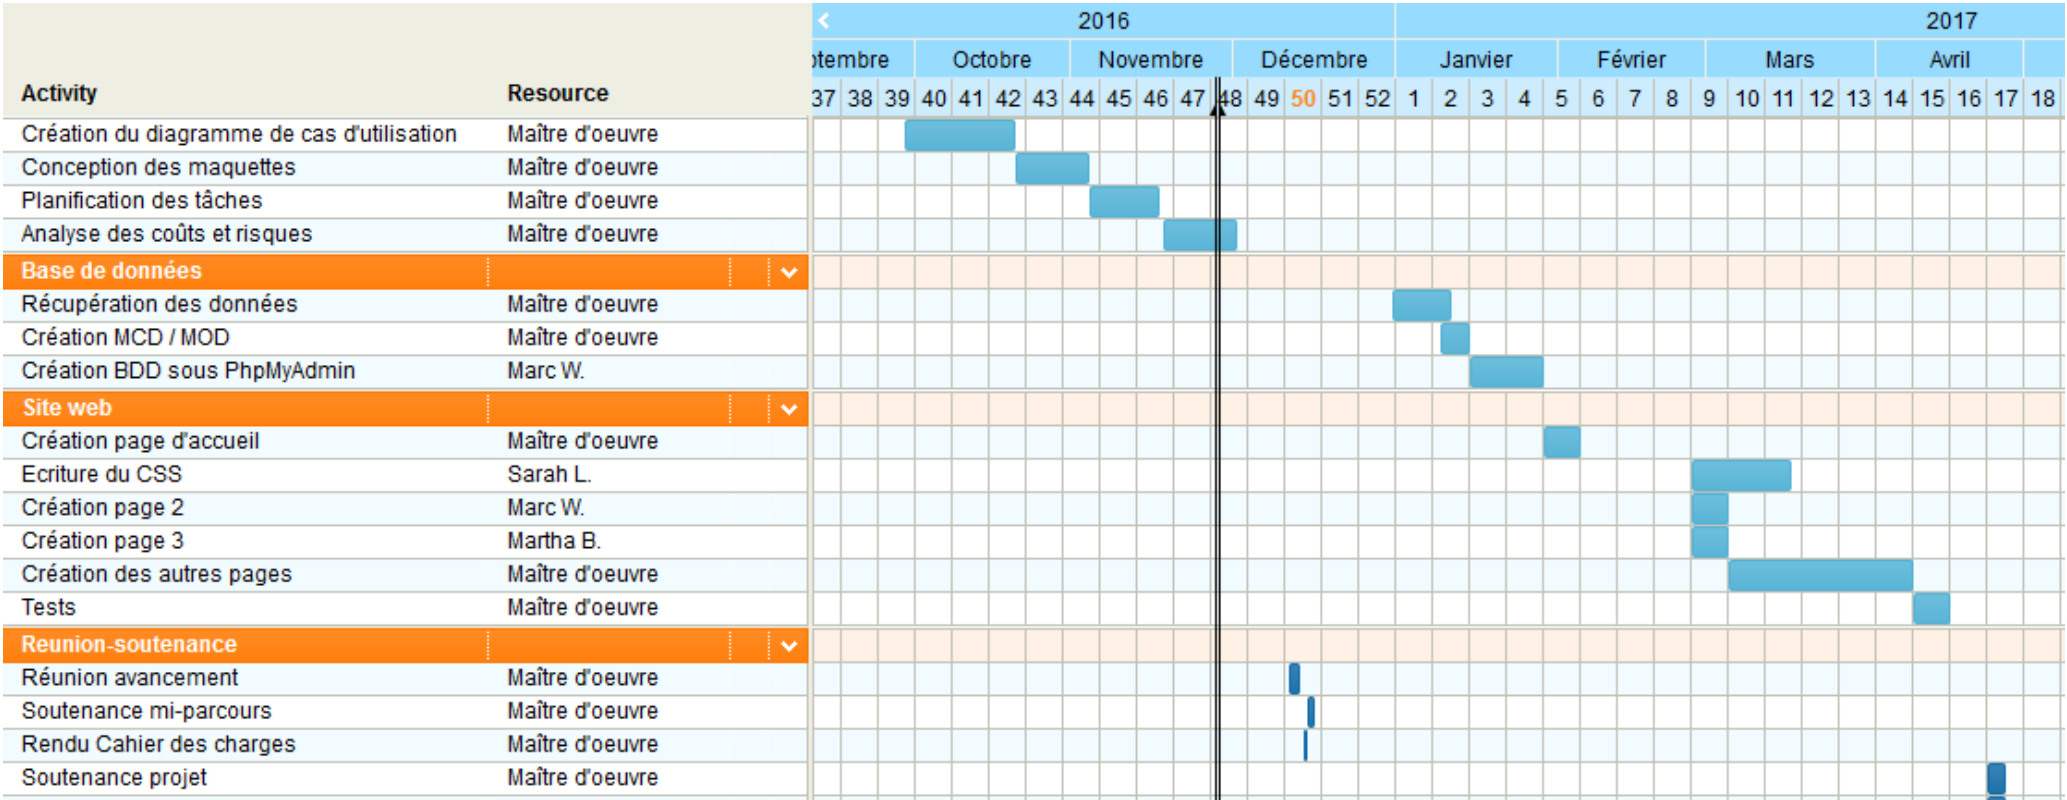 2016 2017
ptembre Octobre Novembre Décembre Janvier Février Mars Avril
Activity Resource 37 38 39 40 41 42 43 44 45 46 47 48 49 50 51 52 1 2 3 4 5 6 7 8 9 10 11 12 13 14 15 16 17 18
Création du diagramme de cas d'utilisation Maître d'oeuvre
Conception des maquettes Maître d'oeuvre
Planification des tâches Maître d'oeuvre
Analyse des coûts et risques Maître d'oeuvre
Base de données
Récupération des données Maître d'oeuvre
Création MCD / MOD Maître d'oeuvre
Création BDD sous PhpMyAdmin Marc W.
Site web
Création page d'accueil Maître d'oeuvre
Ecriture du CSS Sarah L.
Création page 2 Marc W.
Création page 3 Martha B.
Création des autres pages Maître d'oeuvre
Tests Maître d'oeuvre
Reunion-soutenance
Réunion avancement Maître d'oeuvre
Soutenance mi-parcours Maître d'oeuvre
Rendu Cahier des charges Maître d'oeuvre
Soutenance projet Maître d'oeuvre